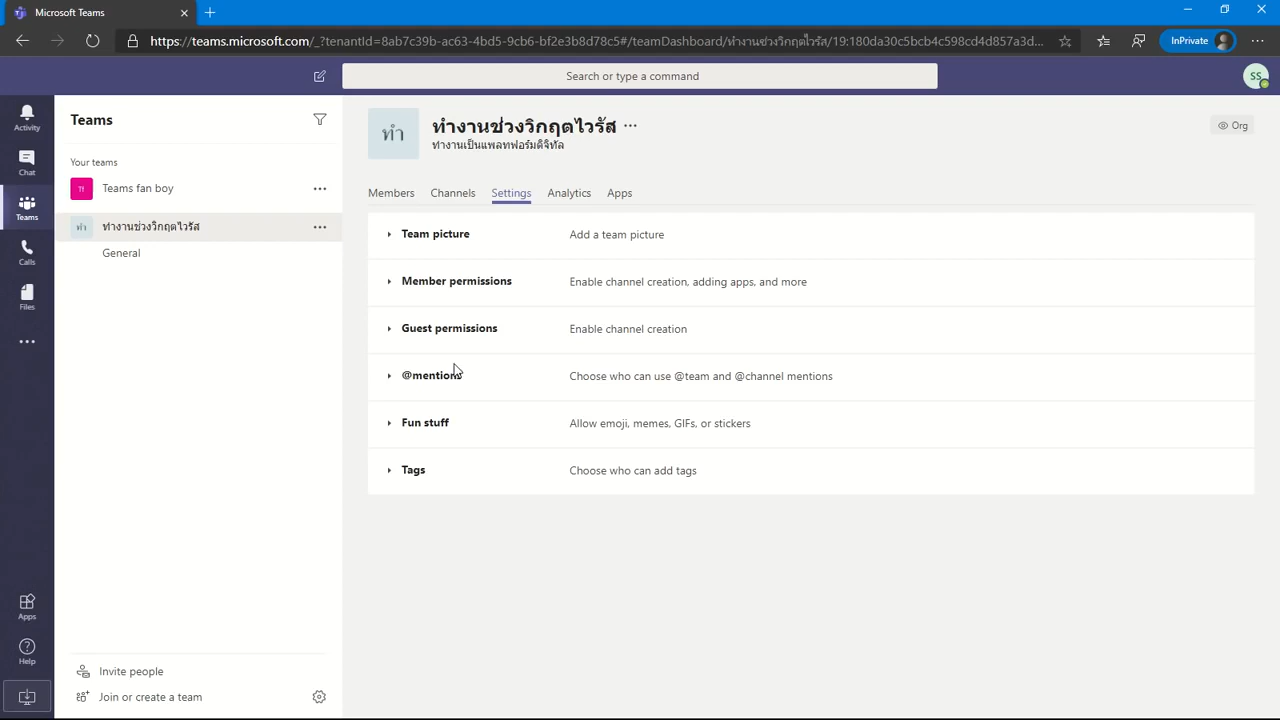 Microsoft Teams
https://teams.microsoft.com/_?tenantId=8ab7c39b-ac63-4bd5-9cb6-bf2e3b8d78c5#/teamDashboard/ทำงานช่วงวิกฤตไวรัส/19:180da30c5bcb4c598cd4d857a3d...
InPrivate
Search or type a command
SS
Activity
Chat
Teams
Calls
Files
Apps
Help
Teams
Your teams
Tf
Teams fan boy
ทำ
ทำงานช่วงวิกฤตไวรัส
General
Invite people
Join or create a team
ทำ
ทำงานช่วงวิกฤตไวรัส
ทำงานเป็นแพลทฟอร์มดิจิทัล
Org
Members Channels Settings Analytics Apps
Team picture Add a team picture
Member permissions Enable channel creation, adding apps, and more
Guest permissions Enable channel creation
@mentions Choose who can use @team and @channel mentions
Fun stuff Allow emoji, memes, GIFs, or stickers
Tags Choose who can add tags